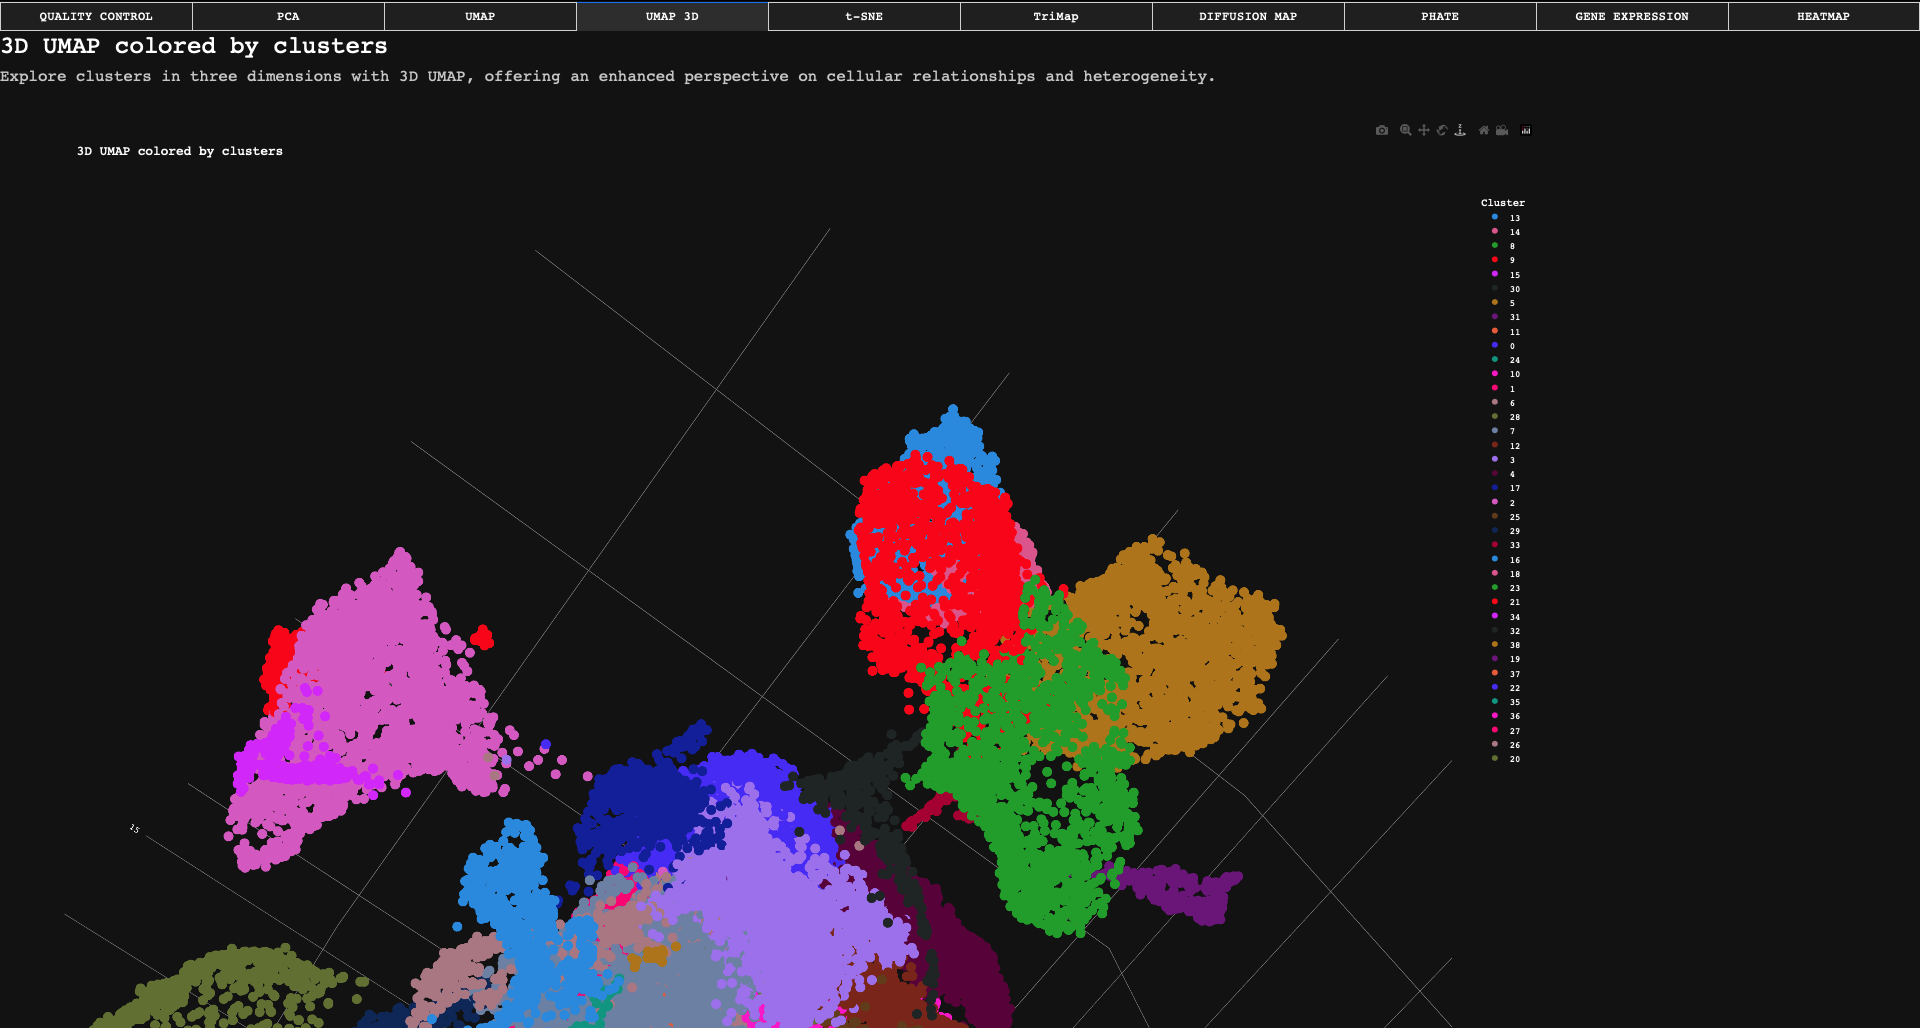 QUALITY CONTROL
PCA
UMAP
UMAP 3D
t-SNE
TriMap
DIFFUSION MAP
PHATE
GENE EXPRESSION
HEATMAP
3D UMAP colored by clusters
Explore clusters in three dimensions with 3D UMAP, offering an enhanced perspective on cellular relationships and heterogeneity.
3D UMAP colored by clusters
Cluster
13
14
8
9
15
30
5
31
11
0
24
10
1
6
28
7
12
3
4
17
2
25
29
33
16
18
23
21
34
32
38
19
37
22
35
36
27
26
20
15